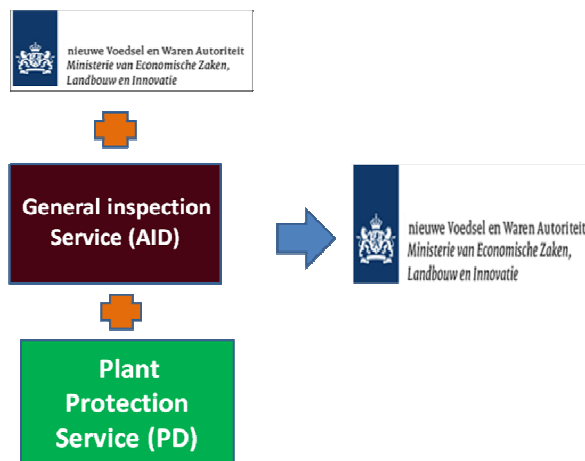 nieuwe Voedsel en Waren Autoriteit
Ministerie van Economische Zaken,
Landbouw en Innovatie
General inspection
Service (AID)
nieuwe Voedsel en Waren Autoriteit
Ministerie van Economische Zaken,
Landbouw en Innovatie
Plant
Protection
Service (PD)